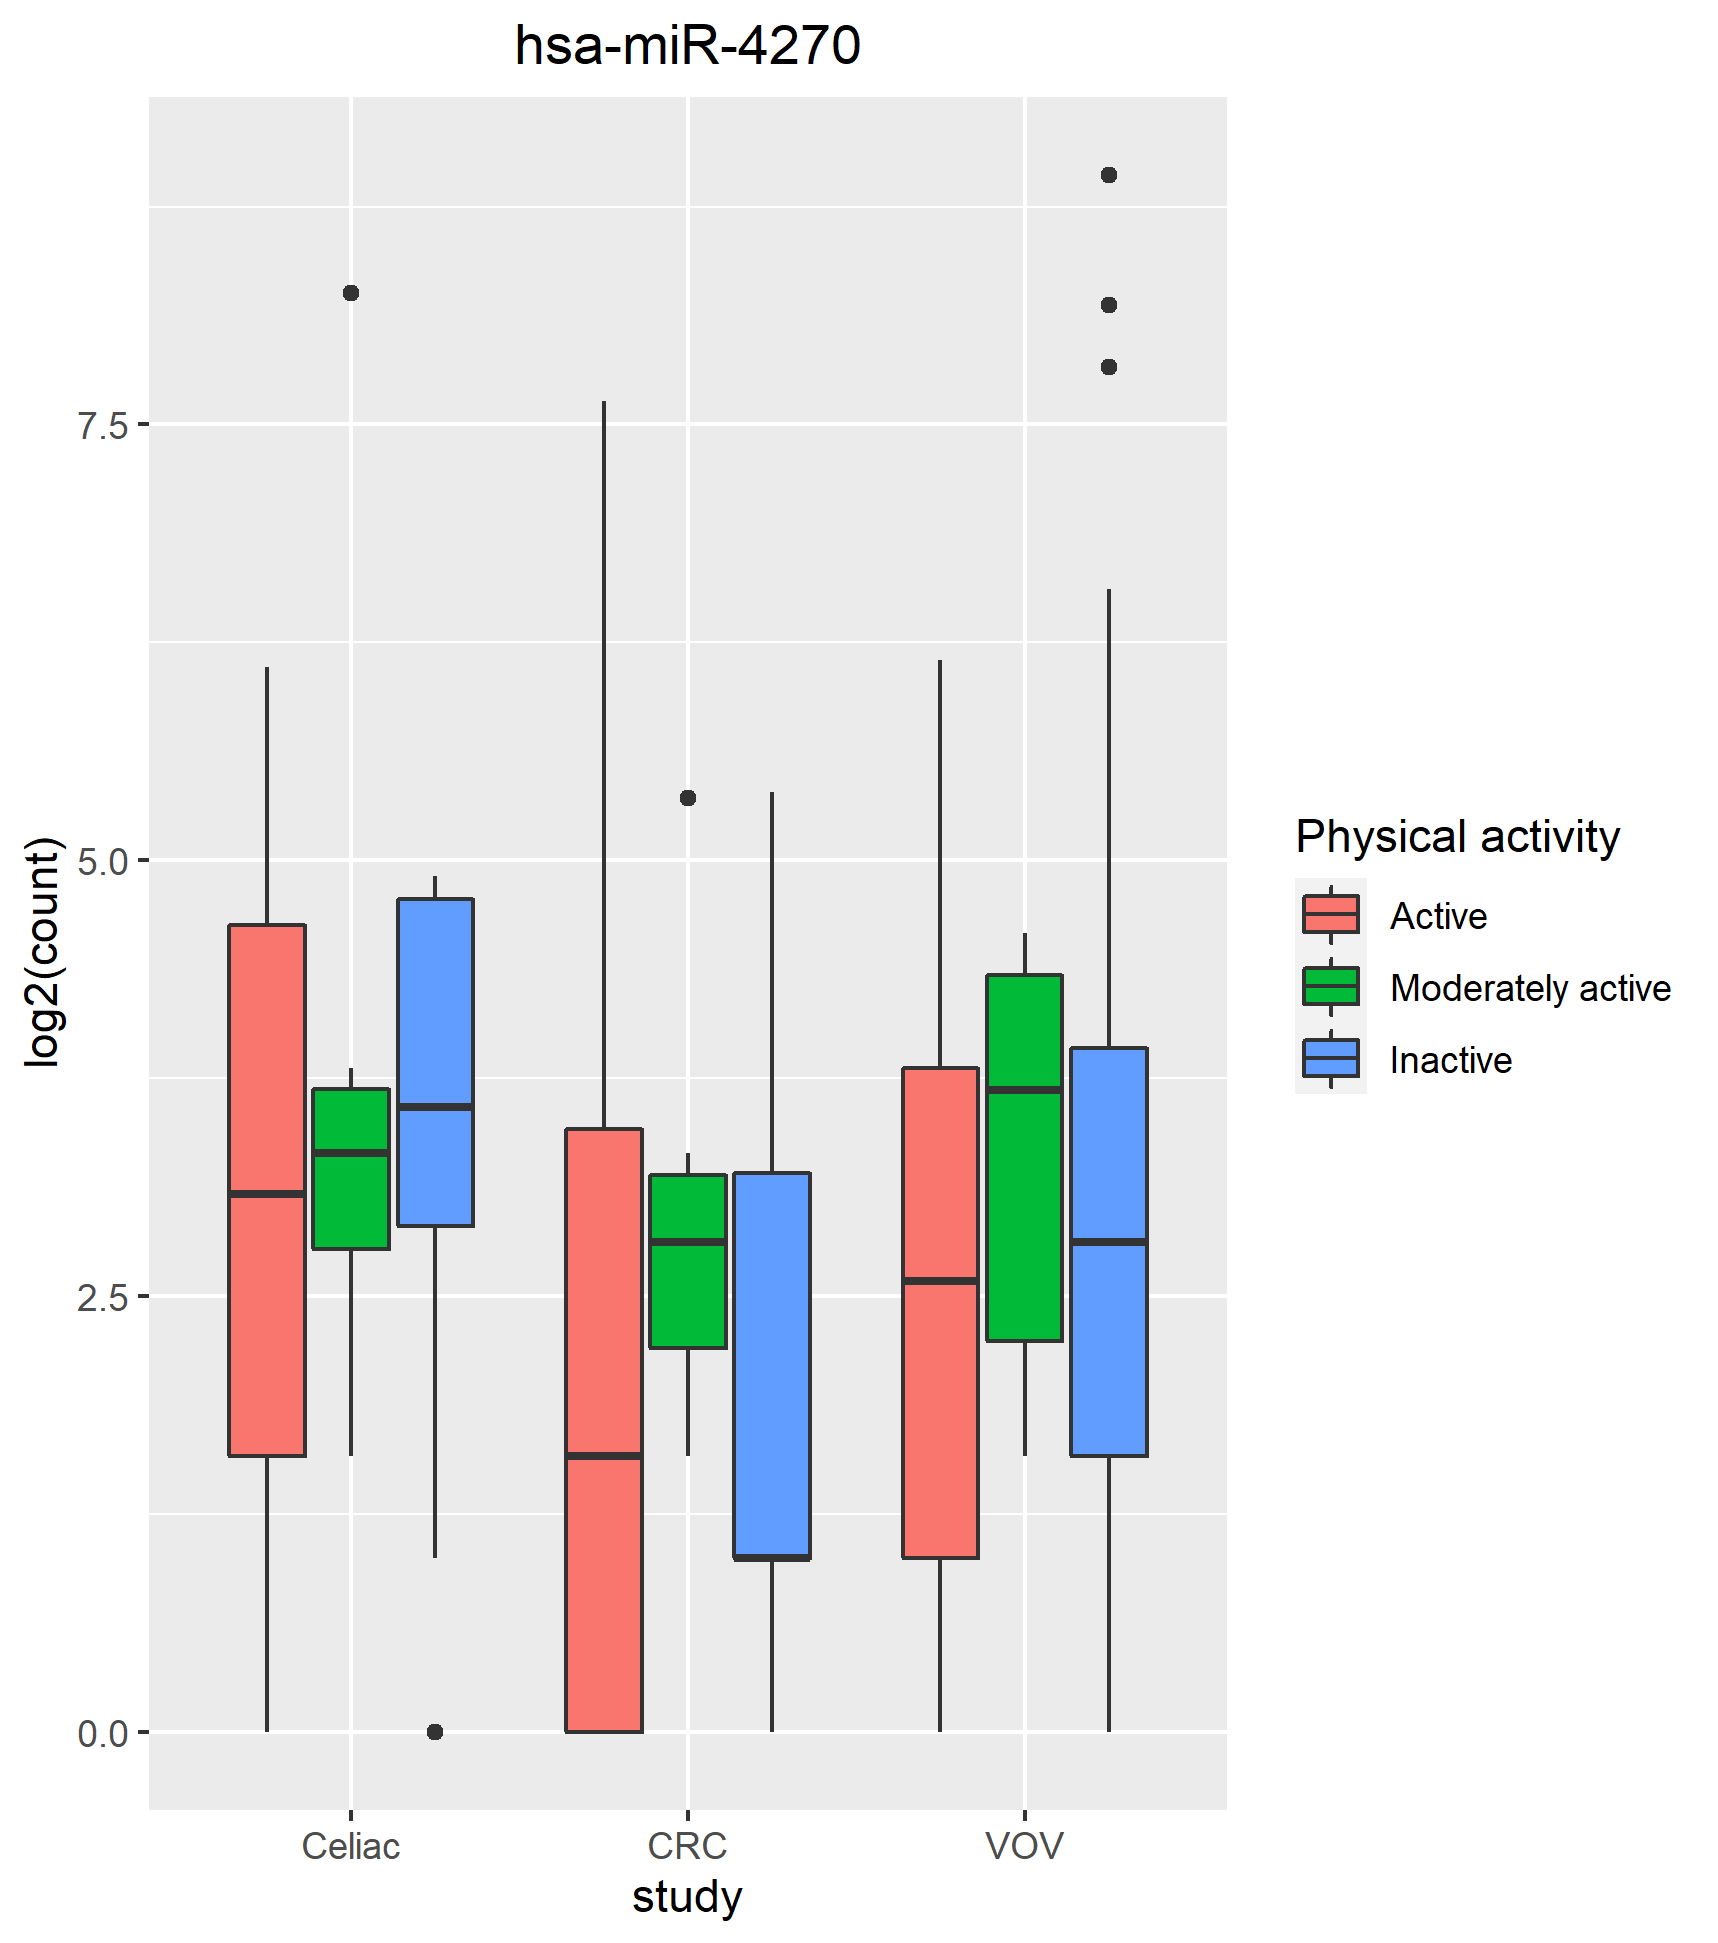 hsa-miR-4270
log2(count)
7.5
5.0
2.5
0.0
Celiac
CRC
VOV
study
Physical activity
Active
Moderately active
Inactive